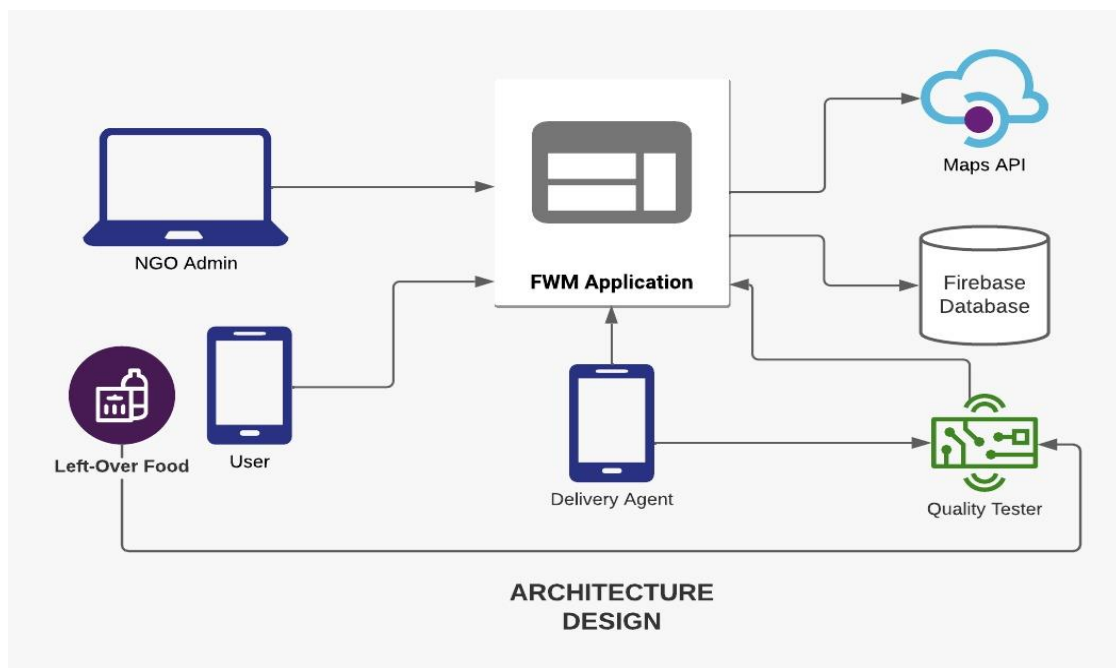 Maps API
NGO Admin
FWM Application
Firebase
Database
Left-Over Food
User
Delivery Agent
Quality Tester
ARCHITECTURE
DESIGN